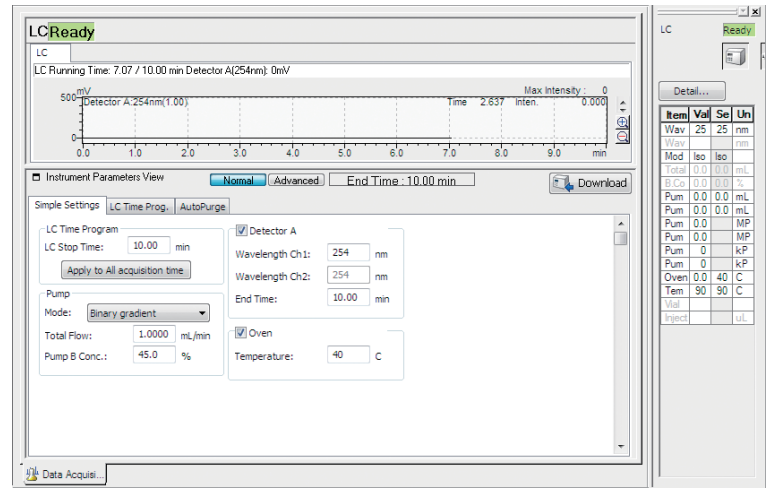 LC Ready
LC
LC Running Time: 7.07 / 10.00 min Detector A(254nm): 0mV
mV
Max Intensity : 0
500 Detector A:254nm(1.00) Time 2.637 Inten. 0.000
0
0.0 1.0 2.0 3.0 4.0 5.0 6.0 7.0 8.0 9.0 min
Instrument Parameters View Normal Advanced End Time : 10.00 min Download
Simple Settings LC Time Prog. AutoPurge
LC Time Program
LC Stop Time: 10.00 min
Apply to All acquisition time
Pump
Mode: Binary gradient
Total Flow: 1.0000 mL/min
Pump B Conc.: 45.0 %
Detector A
Wavelength Ch1: 254 nm
Wavelength Ch2: 254 nm
End Time: 10.00 min
Oven
Temperature: 40 C
Data Acquisi...
LC Ready
Detail...
Item Val Se Un
Wav 25 25 nm
Wav nm
Mod Iso Iso
Total 0.0 0.0 mL
B.Co 0.0 0.0 %
Pum 0.0 0.0 mL
Pum 0.0 0.0 mL
Pum 0.0 MP
Pum 0.0 MP
Pum 0 kP
Pum 0 kP
Oven 0.0 40 C
Tem 90 90 C
Vial
Inject uL